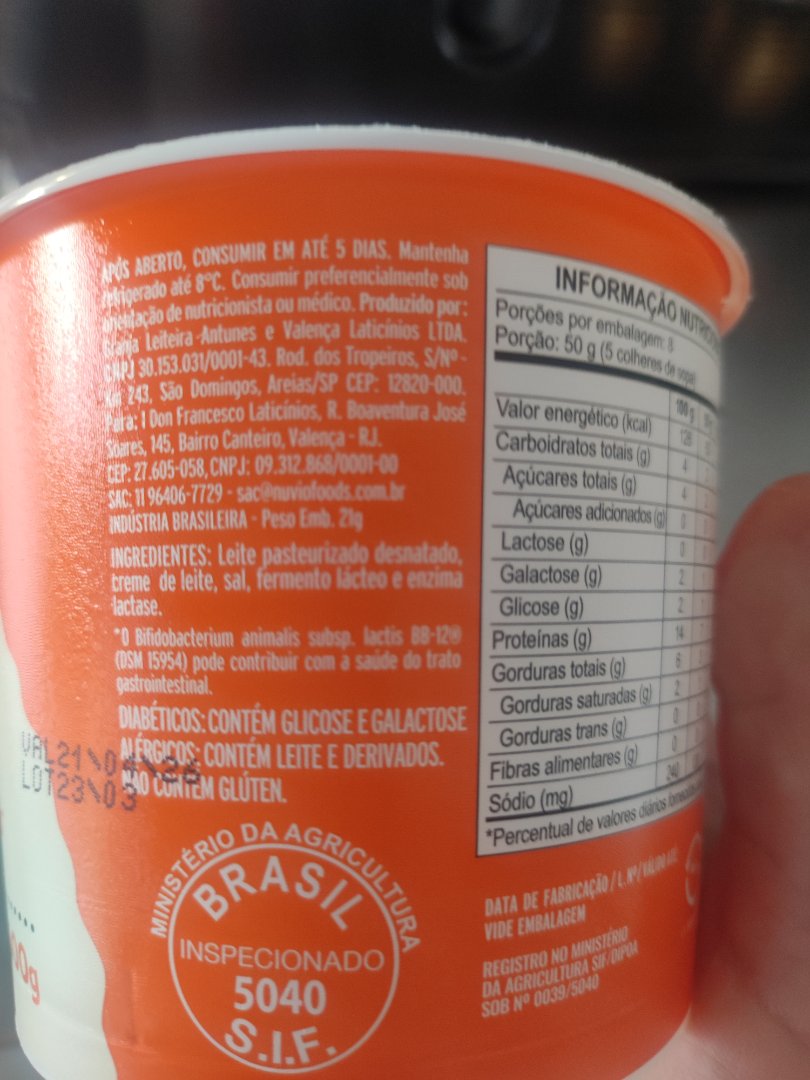 APÓS ABERTO, CONSUMIR EM ATÉ 5 DIAS. Mantenha
refrigerado até 8°C. Consumir preferencialmente sob
orientação de nutricionista ou médico. Produzido por:
Granja Leiteira - Antunes e Valença Laticínios LTDA.
CNPJ 30.153.031/0001-43. Rod. dos Tropeiros, S/Nº -
Km 243, São Domingos, Areias/SP CEP: 12820-000.
Para: I Don Francesco Laticínios, R. Boaventura José
Soares, 145, Bairro Canteiro, Valença - RJ.
CEP: 27.605-058, CNPJ: 09.312.868/0001-00
SAC: 11 96406-7729 - sac@nuviofoods.com.br
INDÚSTRIA BRASILEIRA - Peso Emb. 21g
INGREDIENTES: Leite pasteurizado desnatado,
creme de leite, sal, fermento lácteo e enzima
lactase.
*O Bifidobacterium animalis subsp. lactis BB-12®
(DSM 15954) pode contribuir com a saúde do trato
gastrointestinal.
DIABÉTICOS: CONTÉM GLICOSE E GALACTOSE
ALÉRGICOS: CONTÉM LEITE E DERIVADOS.
NÃO CONTÉM GLÚTEN.
VAL21\04\26
LOT23\03
MINISTÉRIO DA AGRICULTURA
BRASIL
INSPECIONADO
5040
S.I.F.
00g
INFORMAÇÃO
Porções por embalagem: 8
Porção: 50 g (5 colheres de sopa)
100 g
Valor energético (kcal) 128
Carboidratos totais (g) 4
Açúcares totais (g) 4
Açúcares adicionados (g) 0
Lactose (g) 0
Galactose (g) 2
Glicose (g) 2
Proteínas (g) 14
Gorduras totais (g) 6
Gorduras saturadas (g) 2
Gorduras trans (g) 0
Fibras alimentares (g) 0
Sódio (mg) 240
*Percentual de valores diários
DATA DE FABRICAÇÃO / L.Nº / VÁLIDO ATÉ:
VIDE EMBALAGEM
REGISTRO NO MINISTÉRIO
DA AGRICULTURA SIF/DIPOA
SOB Nº 0039/5040